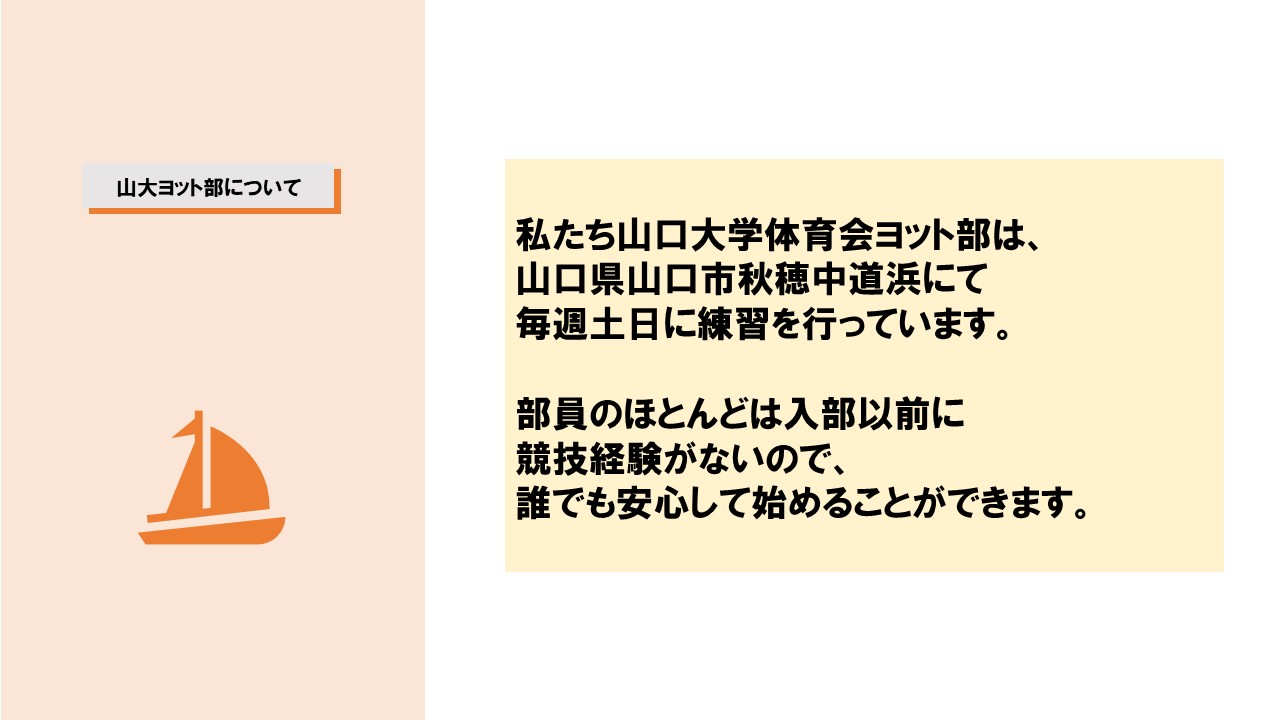 山大ヨット部について
私たち山口大学体育会ヨット部は、
山口県山口市秋穂中道浜にて
毎週土日に練習を行っています。
部員のほとんどは入部以前に
競技経験がないので、
誰でも安心して始めることができます。